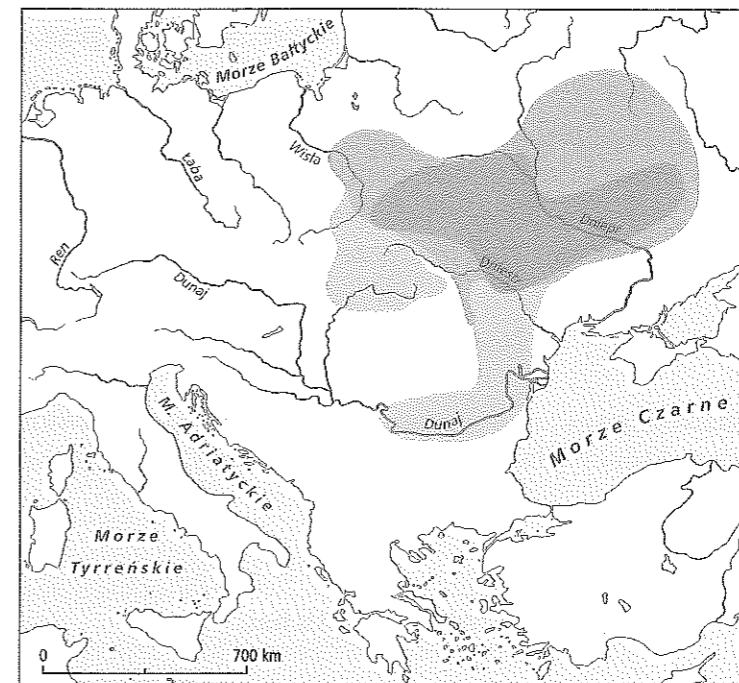 Morze Bałtyckie
Wisła
Łaba
Ren
Dunaj
Dniepr
Dniestr
Dunaj
M. Adriatyckie
Morze Czarne
Morze
Tyrreńskie
0 700 km